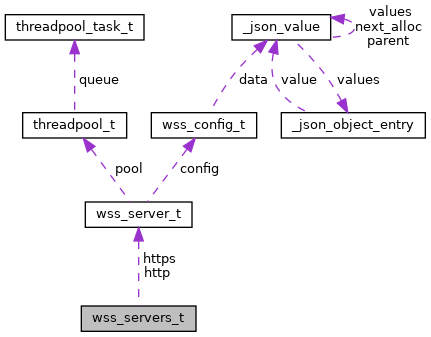 values
threadpool_task_t
_json_value
next_alloc
parent
queue
data
value
values
threadpool_t
wss_config_t
_json_object_entry
pool
config
wss_server_t
https
http
wss_servers_t